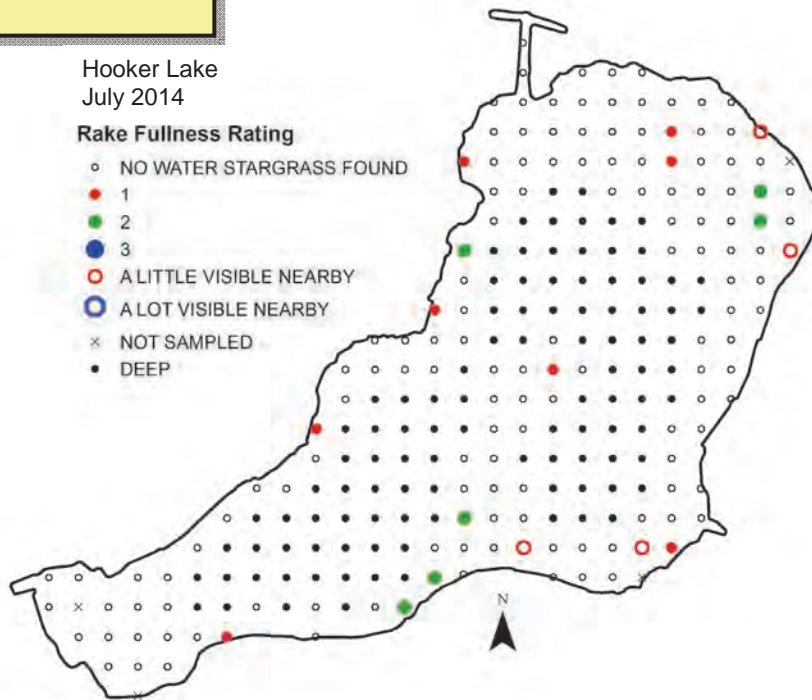 Hooker Lake
July 2014
Rake Fullness Rating
NO WATER STARGRASS FOUND
1
2
3
A LITTLE VISIBLE NEARBY
A LOT VISIBLE NEARBY
NOT SAMPLED
DEEP
N